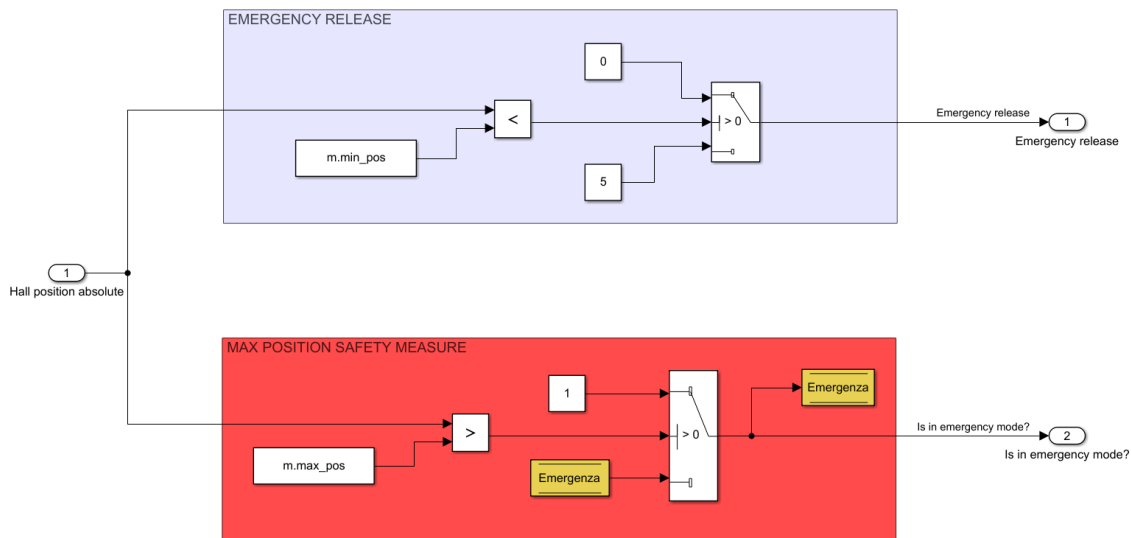 EMERGENCY RELEASE
0
<
> 0
m.min_pos
5
Emergency release
1
Emergency release
1
Hall position absolute
MAX POSITION SAFETY MEASURE
1
Emergenza
>
> 0
m.max_pos
Emergenza
Is in emergency mode?
2
Is in emergency mode?